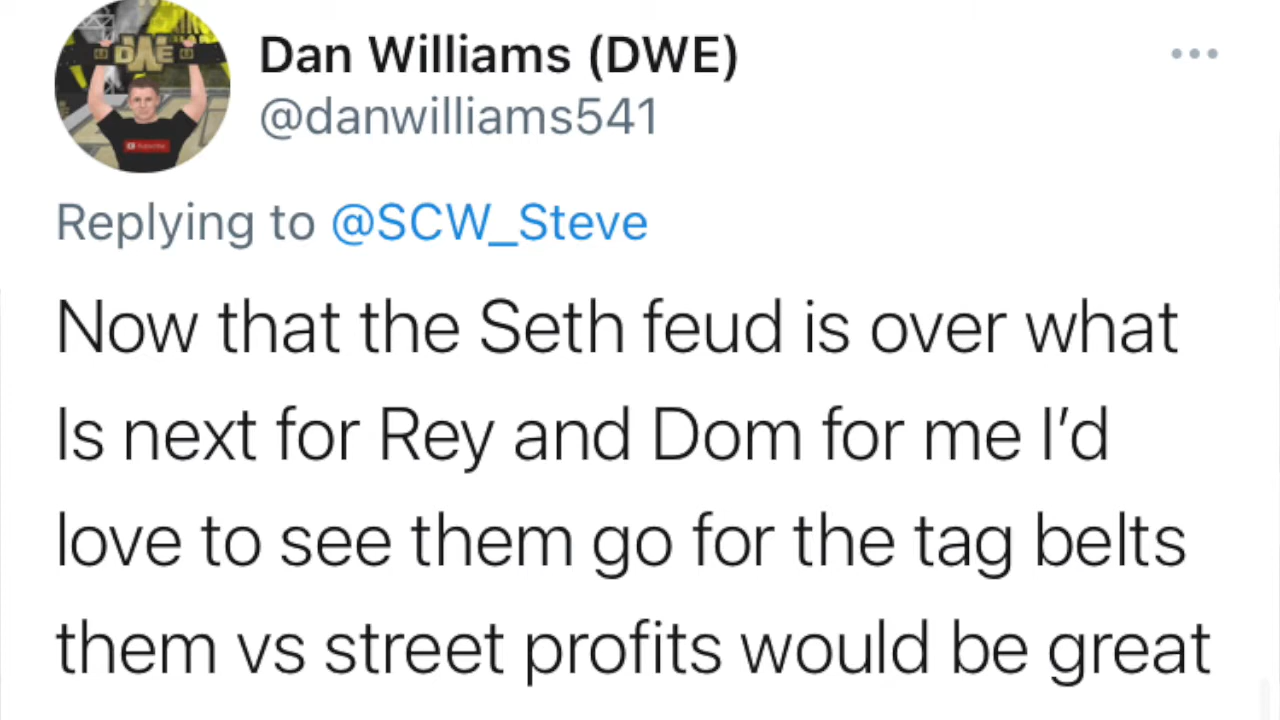 DWE
Dan Williams (DWE)
@danwilliams541
Replying to @SCW_Steve
Now that the Seth feud is over what
Is next for Rey and Dom for me I’d
love to see them go for the tag belts
them vs street profits would be great